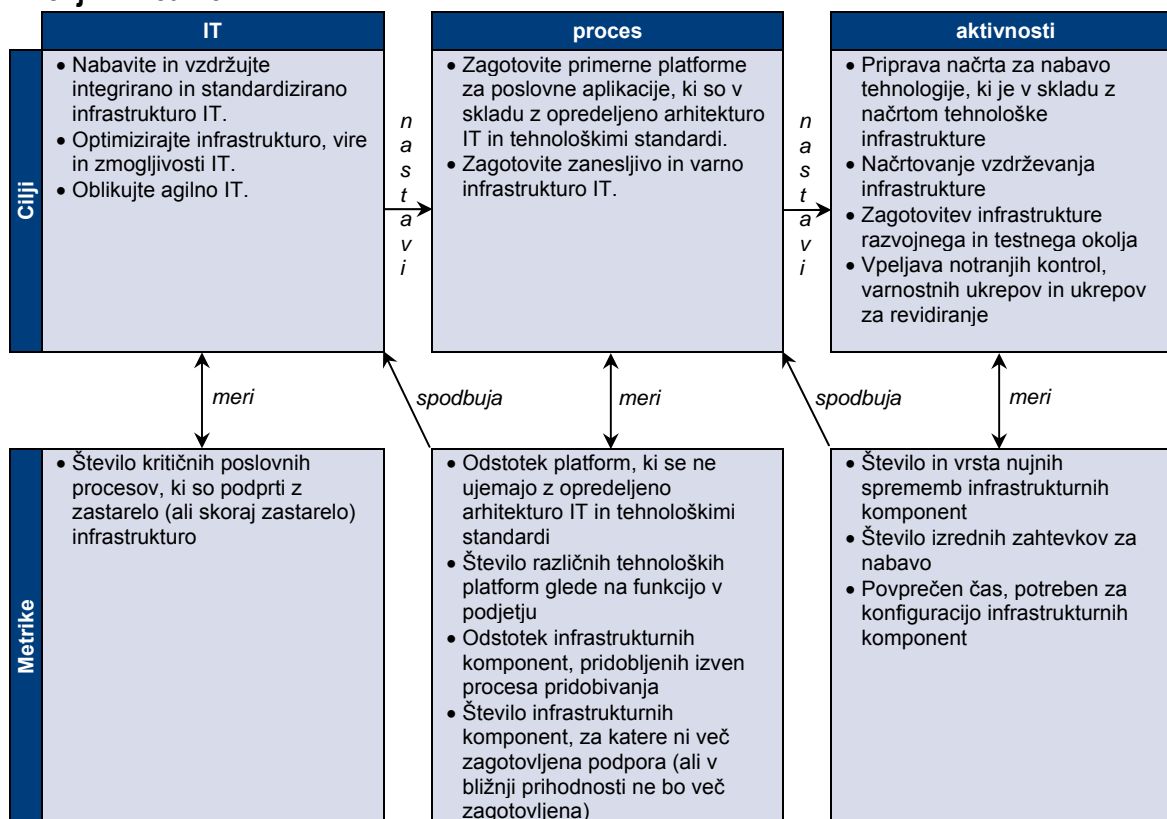 IT
proces
aktivnosti
Cilji
• Nabavite in vzdržujte
integrirano in standardizirano
infrastrukturo IT.
• Optimizirajte infrastrukturo, vire
in zmogljivosti IT.
• Oblikujte agilno IT.
nastavi
• Zagotovite primerne platforme
za poslovne aplikacije, ki so v
skladu z opredeljeno arhitekturo
IT in tehnološkimi standardi.
• Zagotovite zanesljivo in varno
infrastrukturo IT.
nastavi
• Priprava načrta za nabavo
tehnologije, ki je v skladu z
načrtom tehnološke
infrastrukture
• Načrtovanje vzdrževanja
infrastrukture
• Zagotovitev infrastrukture
razvojnega in testnega okolja
• Vpeljava notranjih kontrol,
varnostnih ukrepov in ukrepov
za revidiranje
meri
spodbuja
meri
spodbuja
meri
Metrike
• Število kritičnih poslovnih
procesov, ki so podprti z
zastarelo (ali skoraj zastarelo)
infrastrukturo
• Odstotek platform, ki se ne
ujemajo z opredeljeno
arhitekturo IT in tehnološkimi
standardi
• Število različnih tehnoloških
platform glede na funkcijo v
podjetju
• Odstotek infrastrukturnih
komponent, pridobljenih izven
procesa pridobivanja
• Število infrastrukturnih
komponent, za katere ni več
zagotovljena podpora (ali v
bližnji prihodnosti ne bo več
zagotovljena)
• Število in vrsta nujnih
sprememb infrastrukturnih
komponent
• Število izrednih zahtevkov za
nabavo
• Povprečen čas, potreben za
konfiguracijo infrastrukturnih
komponent